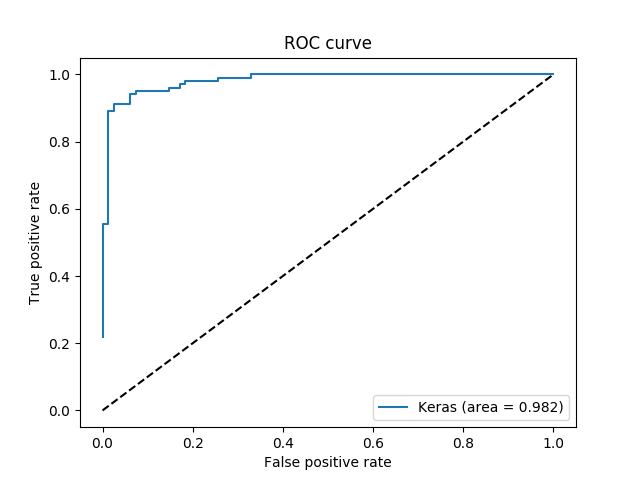 ROC curve
True positive rate
1.0
0.8
0.6
0.4
0.2
0.0
Keras (area = 0.982)
0.0 0.2 0.4 0.6 0.8 1.0
False positive rate